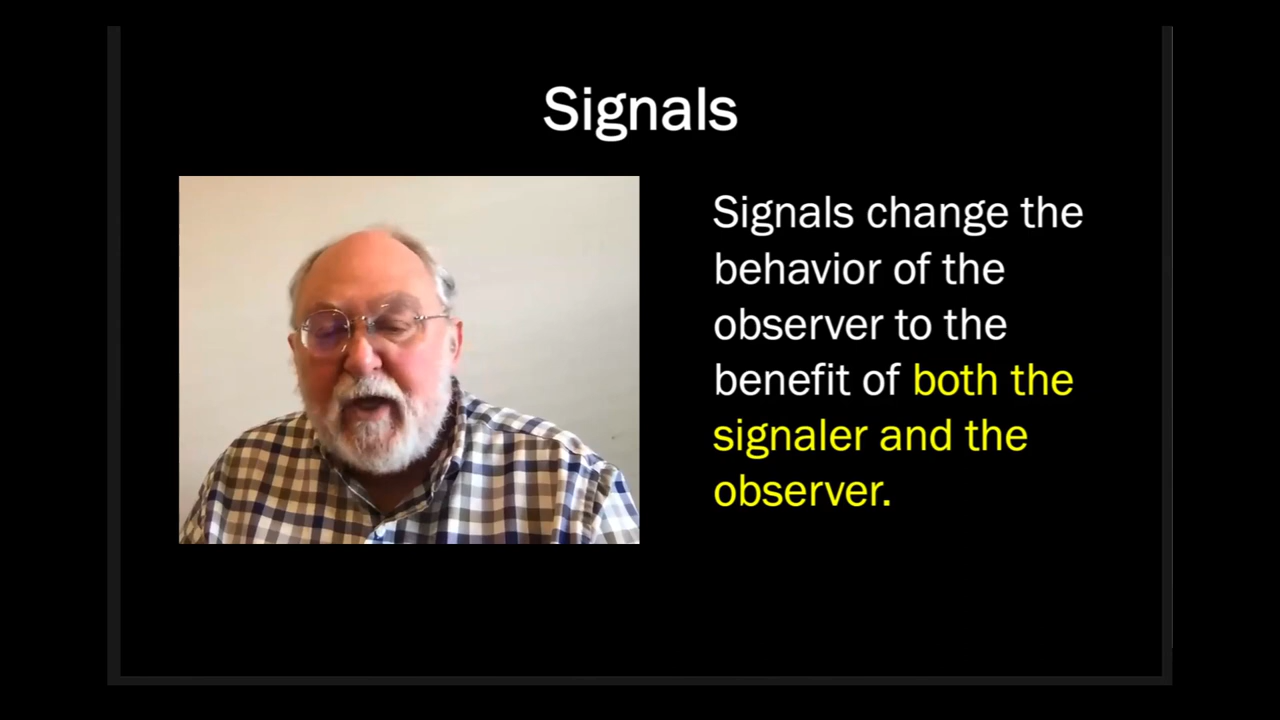 Signals
Signals change the
behavior of the
observer to the
benefit of both the
signaler and the
observer.